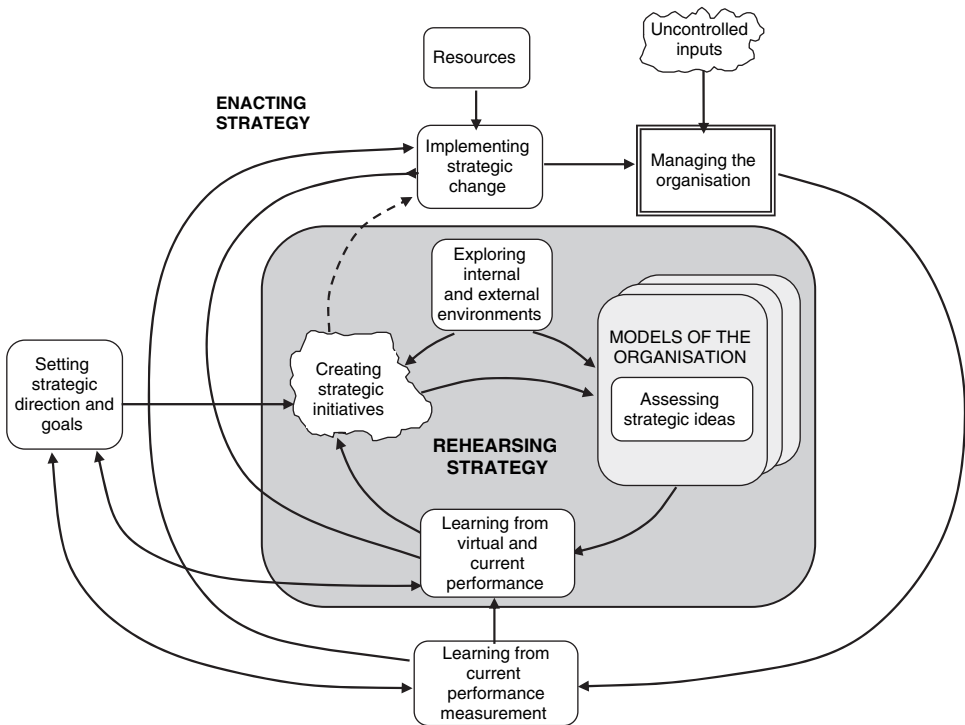 Uncontrolled
inputs
Resources
ENACTING
STRATEGY
Implementing
strategic
change
Managing the
organisation
Exploring
internal
and external
environments
MODELS OF THE
ORGANISATION
Assessing
strategic ideas
Setting
strategic
direction and
goals
Creating
strategic
initiatives
REHEARSING
STRATEGY
Learning from
virtual and
current
performance
Learning from
current
performance
measurement